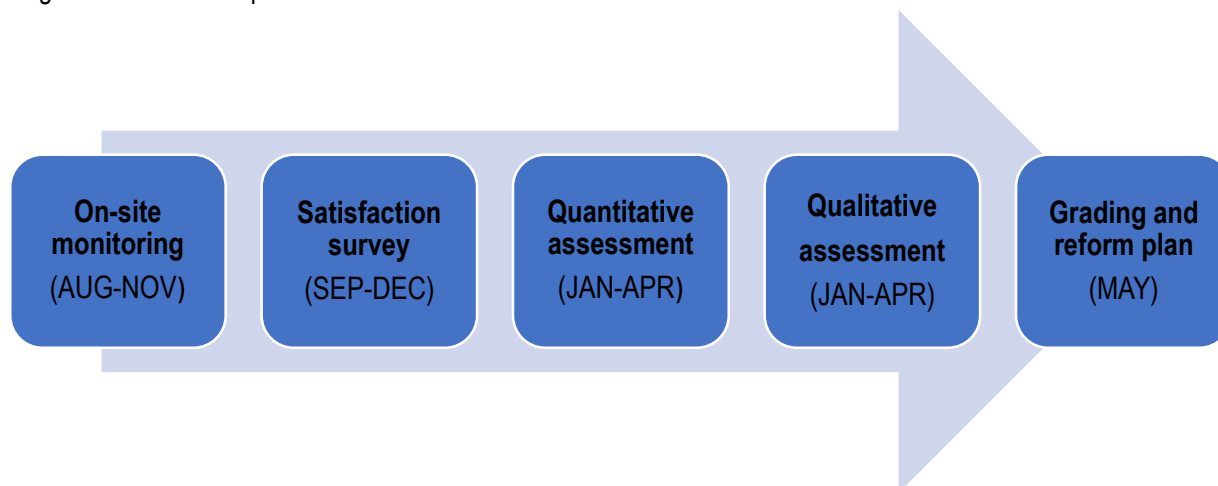 On-site
monitoring
(AUG-NOV)
Satisfaction
survey
(SEP-DEC)
Quantitative
assessment
(JAN-APR)
Qualitative
assessment
(JAN-APR)
Grading and
reform plan
(MAY)